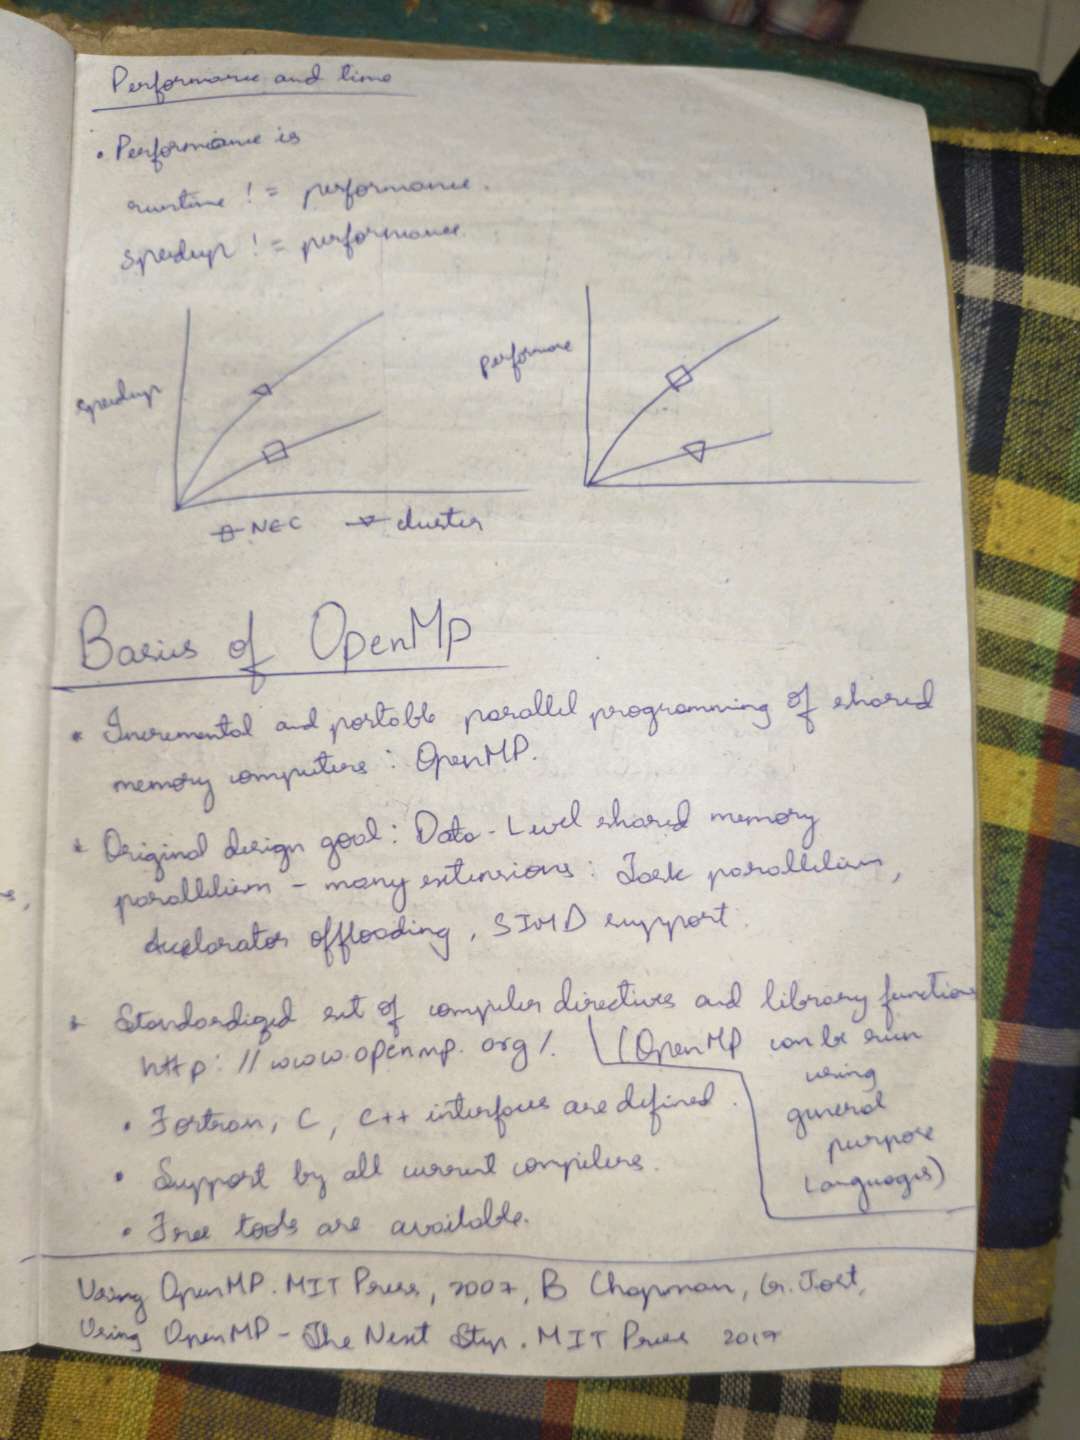 Performance and time
• Performance is
runtime != performance.
speedup != performance.
speedup
performance
NEC
cluster
Basics of OpenMp
* Incremental and portable parallel programming of shared
memory computers : OpenMP.
* Original design goal: Data-Level shared memory
parallelism - many extensions: Task parallelism,
Accelarator offloading, SIMD support.
* Standardized set of compiler directives and library functions
http://www.openmp.org/.
(OpenMP can be run
using
general
purpose
Languages)
• Fortran, C, C++ interfaces are defined.
• Support by all current compilers.
• Free tools are available.
Using OpenMP. MIT Press, 2007, B Chapman, G. Jost,
Using OpenMP - The Next Step. MIT Press 2017